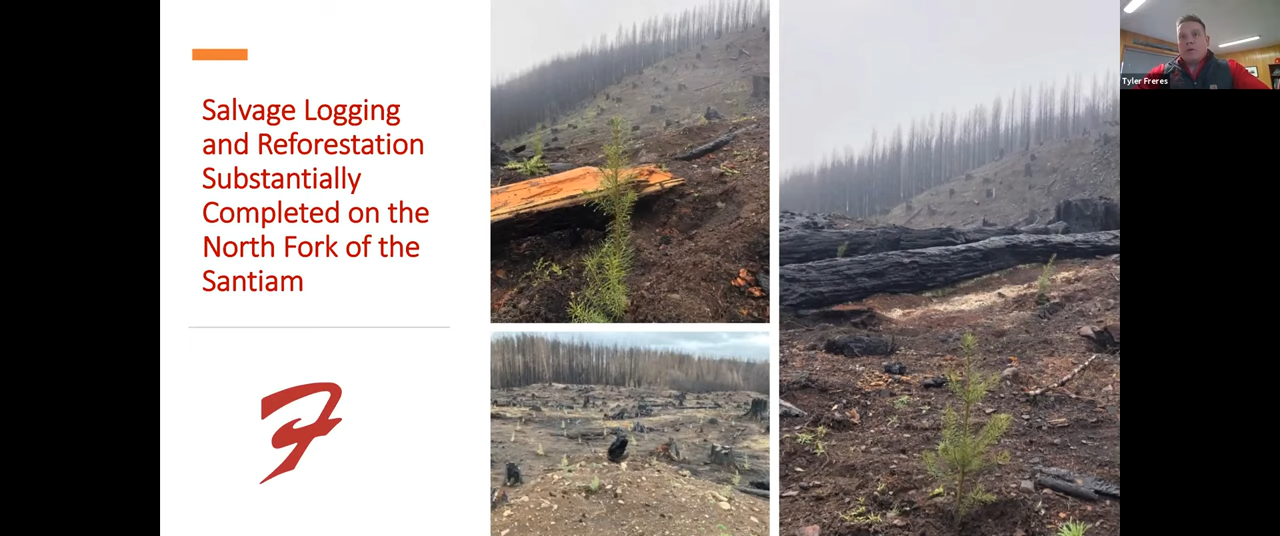 Salvage Logging
and Reforestation
Substantially
Completed on the
North Fork of the
Santiam
Tyler Freres